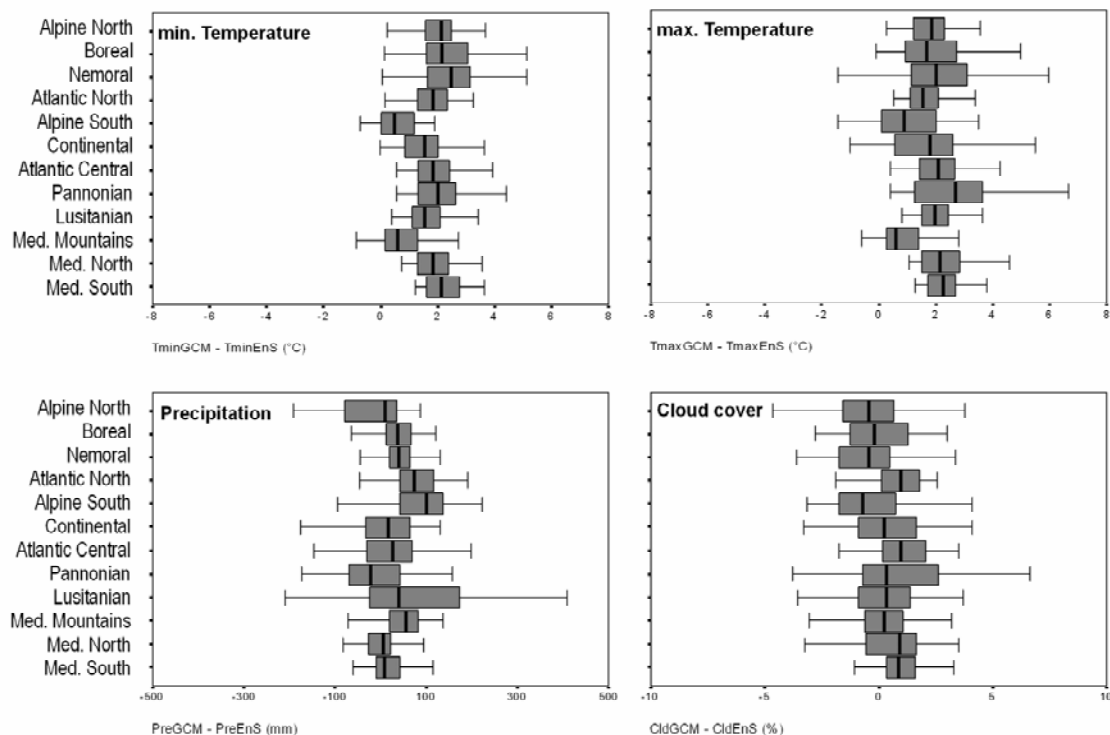 min. Temperature
Alpine North
Boreal
Nemoral
Atlantic North
Alpine South
Continental
Atlantic Central
Pannonian
Lusitanian
Med. Mountains
Med. North
Med. South
-8 -6 -4 -2 0 2 4 6 8
TminGCM - TminEnS (°C)
max. Temperature
-8 -6 -4 -2 0 2 4 6 8
TmaxGCM - TmaxEnS (°C)
Precipitation
Alpine North
Boreal
Nemoral
Atlantic North
Alpine South
Continental
Atlantic Central
Pannonian
Lusitanian
Med. Mountains
Med. North
Med. South
-500 -300 -100 100 300 500
PreGCM - PreEnS (mm)
Cloud cover
-10 -5 0 5 10
CldGCM - CldEnS (%)